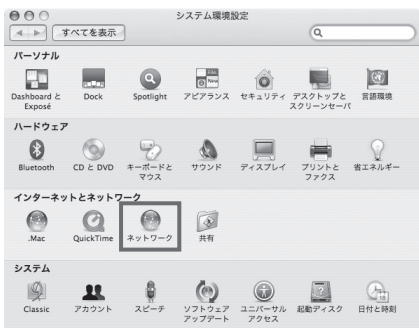 システム環境設定
すべてを表示
パーソナル
Dashboard と Exposé
Dock
Spotlight
アピアランス
セキュリティ
デスクトップと スクリーンセーバ
言語環境
ハードウェア
Bluetooth
CD と DVD
キーボードと マウス
サウンド
ディスプレイ
プリントと ファクス
省エネルギー
インターネットとネットワーク
.Mac
QuickTime
ネットワーク
共有
システム
Classic
アカウント
スピーチ
ソフトウェア アップデート
ユニバーサル アクセス
起動ディスク
日付と時刻